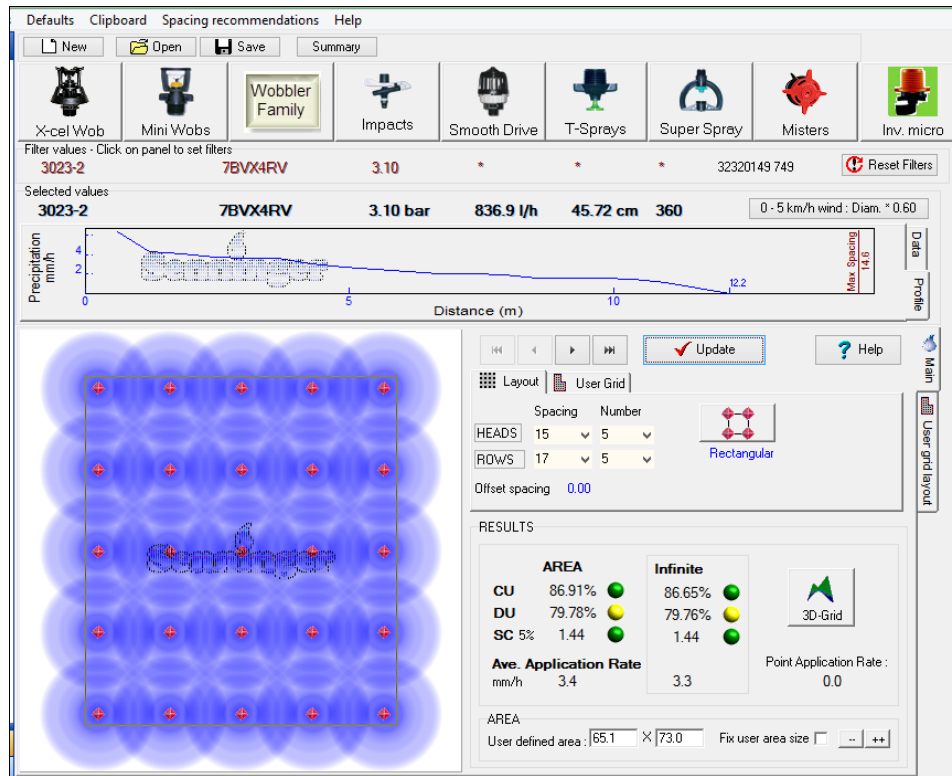 Defaults Clipboard Spacing recommendations Help
New Open Save Summary
X-cel Wob Mini Wobs Wobbler Family Impacts Smooth Drive T-Sprays Super Spray Misters Inv. micro
Filter values - Click on panel to set filters
3023-2 7BVX4RV 3.10 * * * 32320149 749 Reset Filters
Selected values
3023-2 7BVX4RV 3.10 bar 836.9 l/h 45.72 cm 360 0 - 5 km/h wind : Diam. * 0.60
Precipitation
mm/h
4
2
Senninger
12.2
Max Spacing
14.6
0 5 10
Distance (m)
Data
Profile
Update Help
Main
User grid layout
Layout User Grid
Spacing Number
HEADS 15 5
ROWS 17 5
Rectangular
Offset spacing 0.00
Senninger
RESULTS
AREA Infinite
CU 86.91% 86.65%
DU 79.78% 79.76%
SC 5% 1.44 1.44
3D-Grid
Ave. Application Rate Point Application Rate :
mm/h 3.4 3.3 0.0
AREA
User defined area : 65.1 X 73.0 Fix user area size -- ++